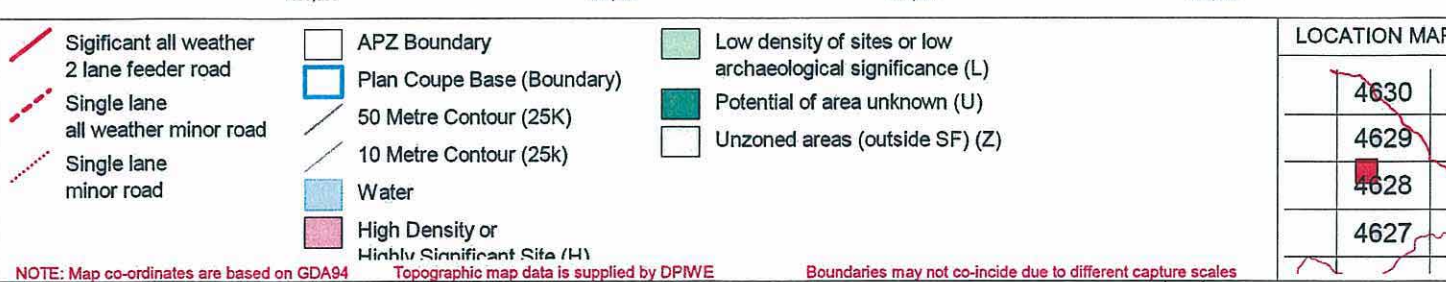 Sigificant all weather
2 lane feeder road
Single lane
all weather minor road
Single lane
minor road
APZ Boundary
Plan Coupe Base (Boundary)
50 Metre Contour (25K)
10 Metre Contour (25k)
Water
High Density or
Highly Significant Site (H)
Low density of sites or low
archaeological significance (L)
Potential of area unknown (U)
Unzoned areas (outside SF) (Z)
LOCATION MAP
4630
4629
4628
4627
NOTE: Map co-ordinates are based on GDA94 Topographic map data is supplied by DPIWE Boundaries may not co-incide due to different capture scales